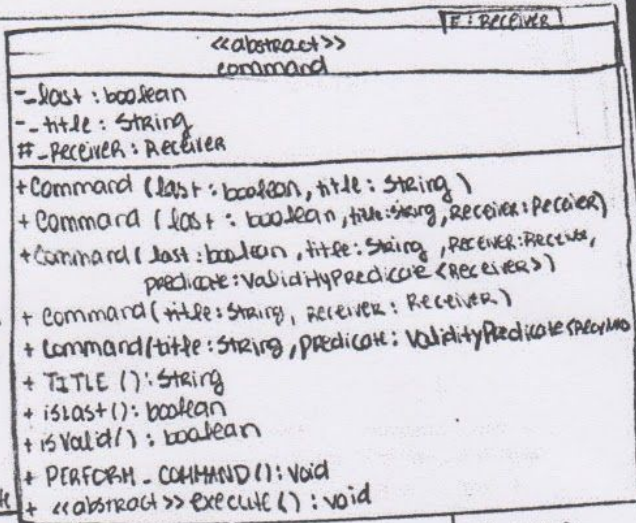 E : Receiver
<<abstract>>
command
-_last : boolean
-_title : String
#_Receiver : Receiver
+ Command (last : boolean, title : String)
+ Command (last : boolean, title : String, Receiver : Receiver)
+ Command (last : boolean, title : String, Receiver : Receiver,
predicate : ValidityPredicate <Receiver>)
+ Command (title : String, Receiver : Receiver)
+ Command (title : String, predicate : ValidityPredicate
+ TITLE () : String
+ isLast () : boolean
+ isValid () : boolean
+ PERFORM_COMMAND () : Void
+ <<abstract>> execute () : void